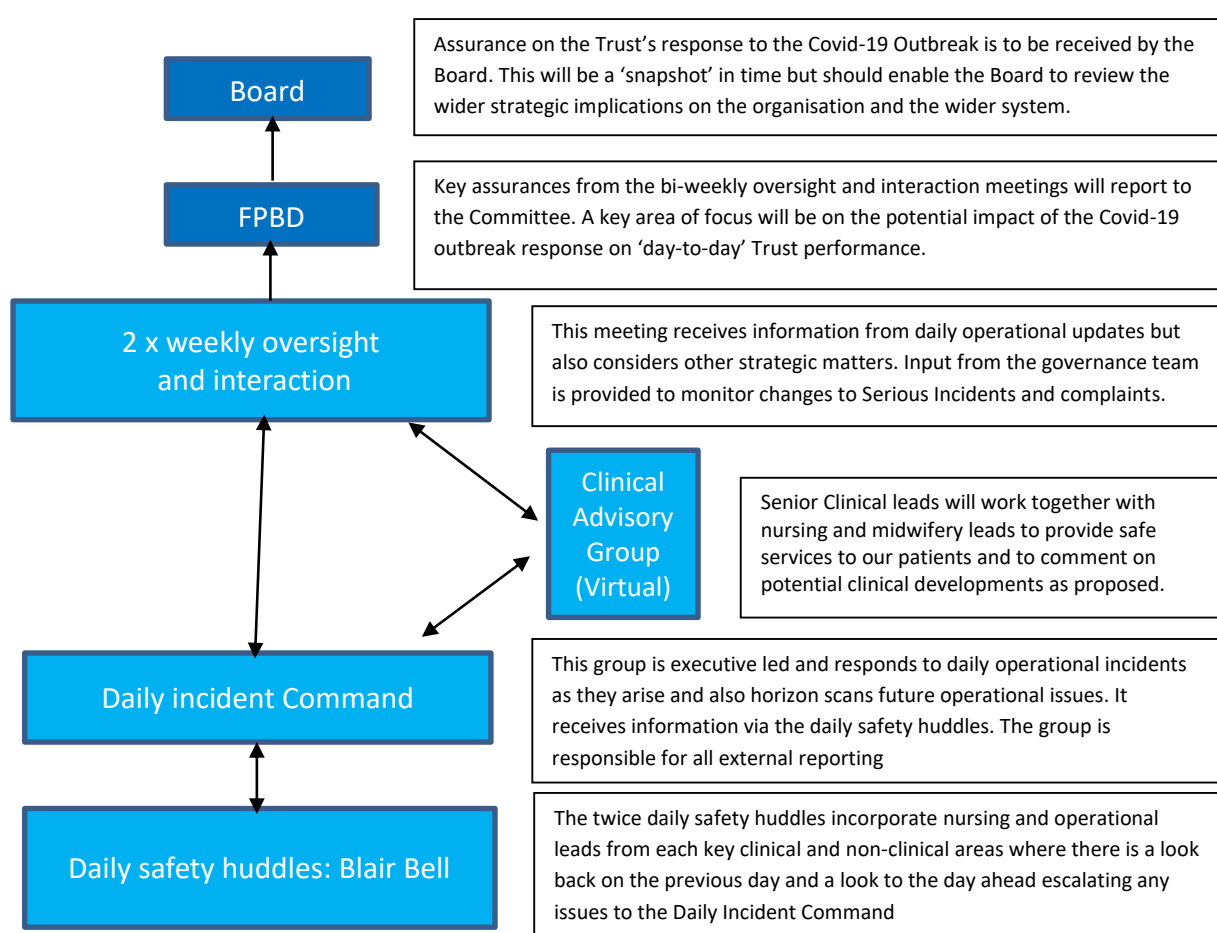 Board
Assurance on the Trust’s response to the Covid-19 Outbreak is to be received by the
Board. This will be a ‘snapshot’ in time but should enable the Board to review the
wider strategic implications on the organisation and the wider system.
FPBD
Key assurances from the bi-weekly oversight and interaction meetings will report to
the Committee. A key area of focus will be on the potential impact of the Covid-19
outbreak response on ‘day-to-day’ Trust performance.
2 x weekly oversight
and interaction
This meeting receives information from daily operational updates but
also considers other strategic matters. Input from the governance team
is provided to monitor changes to Serious Incidents and complaints.
Clinical
Advisory
Group
(Virtual)
Senior Clinical leads will work together with
nursing and midwifery leads to provide safe
services to our patients and to comment on
potential clinical developments as proposed.
Daily incident Command
This group is executive led and responds to daily operational incidents
as they arise and also horizon scans future operational issues. It
receives information via the daily safety huddles. The group is
responsible for all external reporting
Daily safety huddles: Blair Bell
The twice daily safety huddles incorporate nursing and operational
leads from each key clinical and non-clinical areas where there is a look
back on the previous day and a look to the day ahead escalating any
issues to the Daily Incident Command